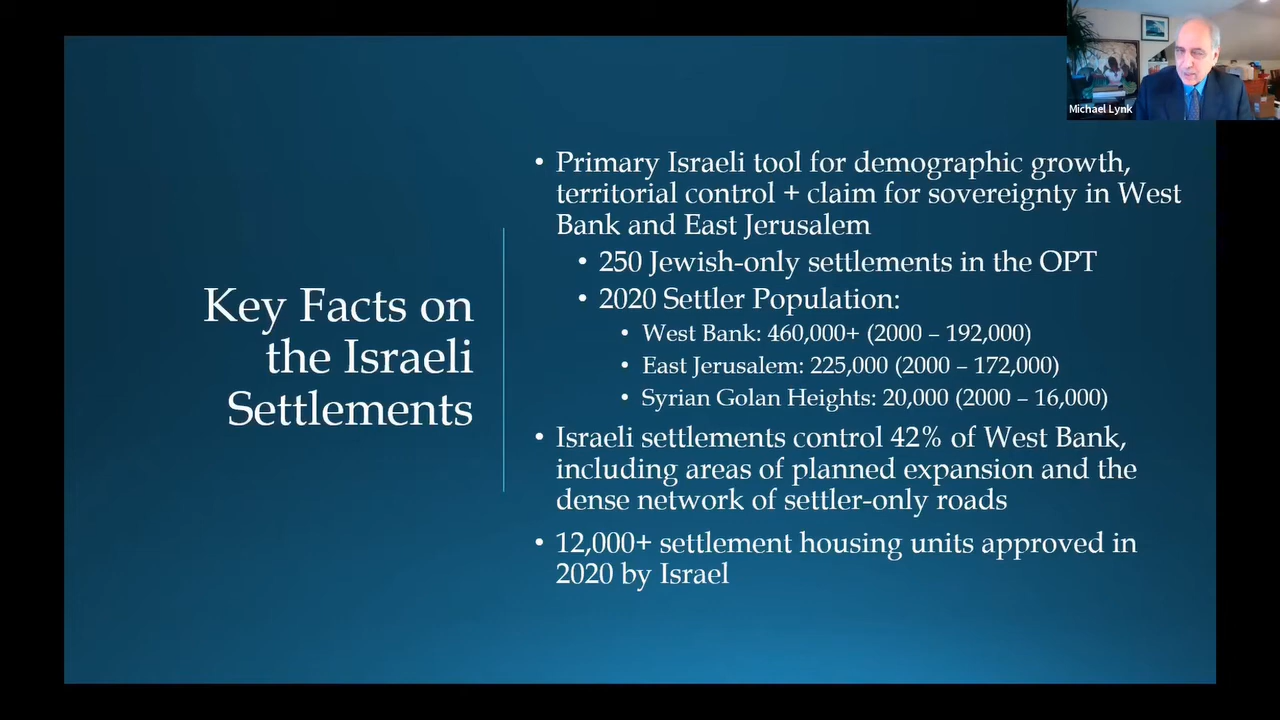 Michael Lynk
Key Facts on
the Israeli
Settlements
• Primary Israeli tool for demographic growth,
territorial control + claim for sovereignty in West
Bank and East Jerusalem
• 250 Jewish-only settlements in the OPT
• 2020 Settler Population:
• West Bank: 460,000+ (2000 – 192,000)
• East Jerusalem: 225,000 (2000 – 172,000)
• Syrian Golan Heights: 20,000 (2000 – 16,000)
• Israeli settlements control 42% of West Bank,
including areas of planned expansion and the
dense network of settler-only roads
• 12,000+ settlement housing units approved in
2020 by Israel